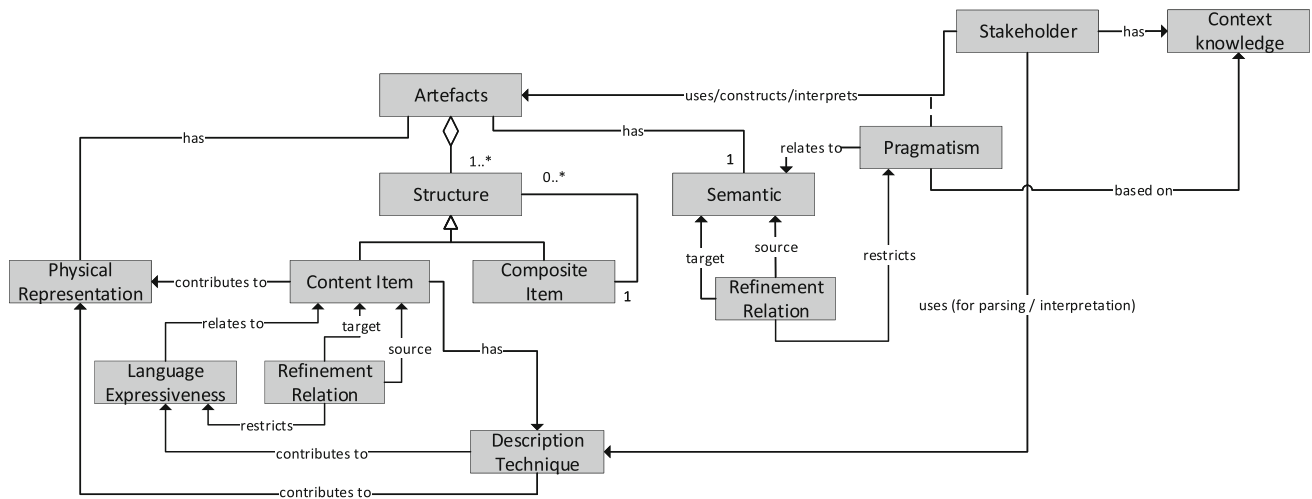 Stakeholder
has
Context
knowledge
Artefacts
uses/constructs/interprets
has
has
Pragmatism
relates to
1
1..*
0..*
Structure
Semantic
based on
target
source
restricts
Physical
Representation
contributes to
Content Item
Composite
Item
1
Refinement
Relation
uses (for parsing / interpretation)
relates to
target
source
has
Language
Expressiveness
Refinement
Relation
restricts
Description
Technique
contributes to
contributes to